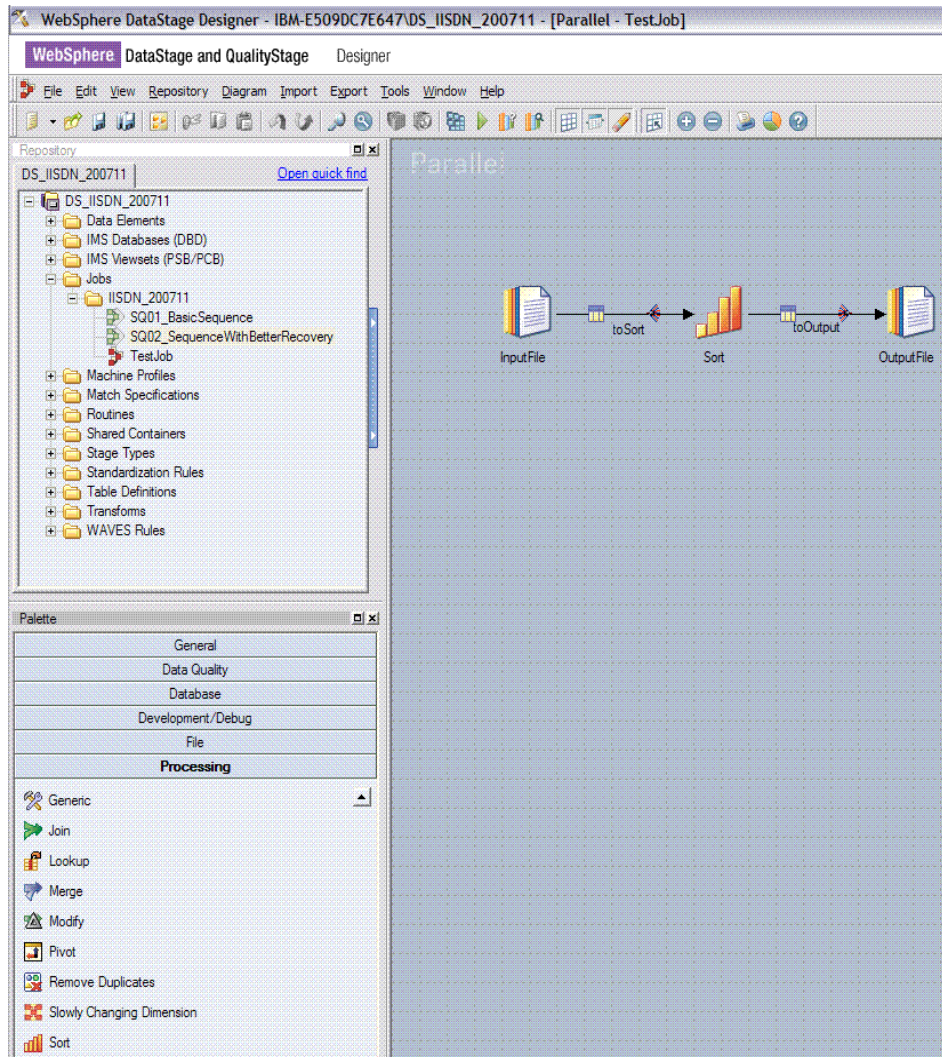 WebSphere DataStage Designer - IBM-E509DC7E647\DS_IISDN_200711 - [Parallel - TestJob]
WebSphere DataStage and QualityStage Designer
File Edit View Repository Diagram Import Export Tools Window Help
Repository
DS_IISDN_200711 Open quick find
DS_IISDN_200711
Data Elements
IMS Databases (DBD)
IMS Viewsets (PSB/PCB)
Jobs
IISDN_200711
SQ01_BasicSequence
SQ02_SequenceWithBetterRecovery
TestJob
Machine Profiles
Match Specifications
Routines
Shared Containers
Stage Types
Standardization Rules
Table Definitions
Transforms
WAVES Rules
Parallel
toSort
toOutput
InputFile
Sort
OutputFile
Palette
General
Data Quality
Database
Development/Debug
File
Processing
Generic
Join
Lookup
Merge
Modify
Pivot
Remove Duplicates
Slowly Changing Dimension
Sort